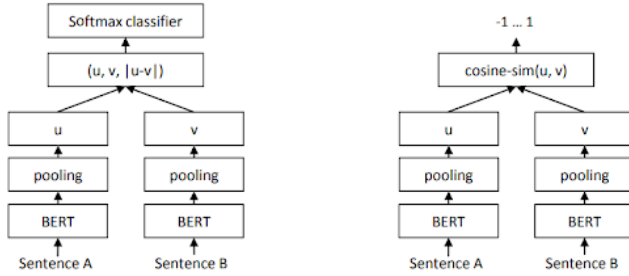 Softmax classifier
(u, v, |u-v|)
u
v
pooling
pooling
BERT
BERT
Sentence A
Sentence B
-1 ... 1
cosine-sim(u, v)
u
v
pooling
pooling
BERT
BERT
Sentence A
Sentence B